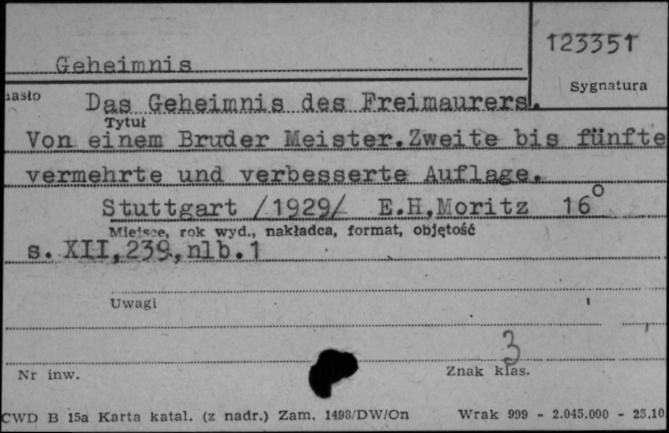 123351
Geheimnis
Sygnatura
iasło
Das Geheimnis des Freimaurers.
Tytuł
Von einem Bruder Meister.Zweite bis fünfte
vermehrte und verbesserte Auflage.
Stuttgart /1929/ E.H.Moritz 16°
Miejsce, rok wyd., nakładca, format, objętość
s. XII,239,nlb.1
Uwagi
3
Nr inw.
Znak klas.
CWD B 15a Karta katal. (z nadr.) Zam. 1498/DW/On Wrak 999 - 2.045.000 - 25.10